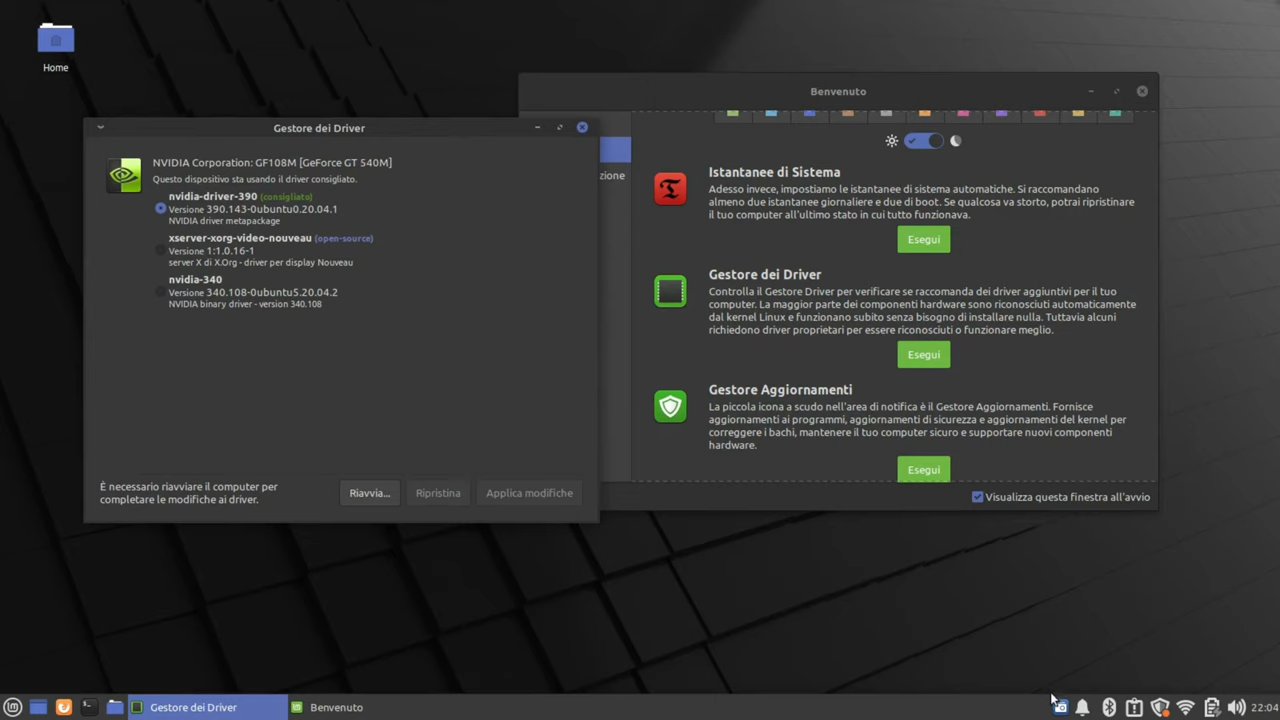 Home
Gestore dei Driver
NVIDIA Corporation: GF108M [GeForce GT 540M]
Questo dispositivo sta usando il driver consigliato.
nvidia-driver-390 (consigliato)
Versione 390.143-0ubuntu0.20.04.1
NVIDIA driver metapackage
xserver-xorg-video-nouveau (open-source)
Versione 1:1.0.16-1
server X di X.Org - driver per display Nouveau
nvidia-340
Versione 340.108-0ubuntu5.20.04.2
NVIDIA binary driver - version 340.108
È necessario riavviare il computer per
completare le modifiche ai driver.
Riavvia...
Ripristina
Applica modifiche
Benvenuto
zione
Istantanee di Sistema
Adesso invece, impostiamo le istantanee di sistema automatiche. Si raccomandano
almeno due istantanee giornaliere e due di boot. Se qualcosa va storto, potrai ripristinare
il tuo computer all'ultimo stato in cui tutto funzionava.
Esegui
Gestore dei Driver
Controlla il Gestore Driver per verificare se raccomanda dei driver aggiuntivi per il tuo
computer. La maggior parte dei componenti hardware sono riconosciuti automaticamente
dal kernel Linux e funzionano subito senza bisogno di installare nulla. Tuttavia alcuni
richiedono driver proprietari per essere riconosciuti o funzionare meglio.
Esegui
Gestore Aggiornamenti
La piccola icona a scudo nell'area di notifica è il Gestore Aggiornamenti. Fornisce
aggiornamenti ai programmi, aggiornamenti di sicurezza e aggiornamenti del kernel per
correggere i bachi, mantenere il tuo computer sicuro e supportare nuovi componenti
hardware.
Esegui
Visualizza questa finestra all'avvio
Gestore dei Driver
Benvenuto
22:04